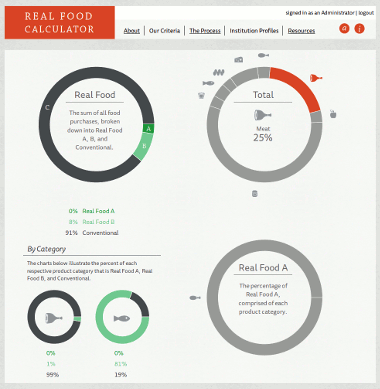 REAL FOOD
CALCULATOR
signed in as an Administrator | logout
About
Our Criteria
The Process
Institution Profiles
Resources
Real Food
The sum of all food
purchases, broken
down into Real Food
A, B, and
Conventional.
C
A
B
Total
Meat
25%
0% Real Food A
8% Real Food B
91% Conventional
By Category
The charts below illustrate the percent of each
respective product category that is Real Food A, Real
Food B, and Conventional.
0%
1%
99%
0%
81%
19%
Real Food A
The percentage of
Real Food A,
comprised of each
product category.